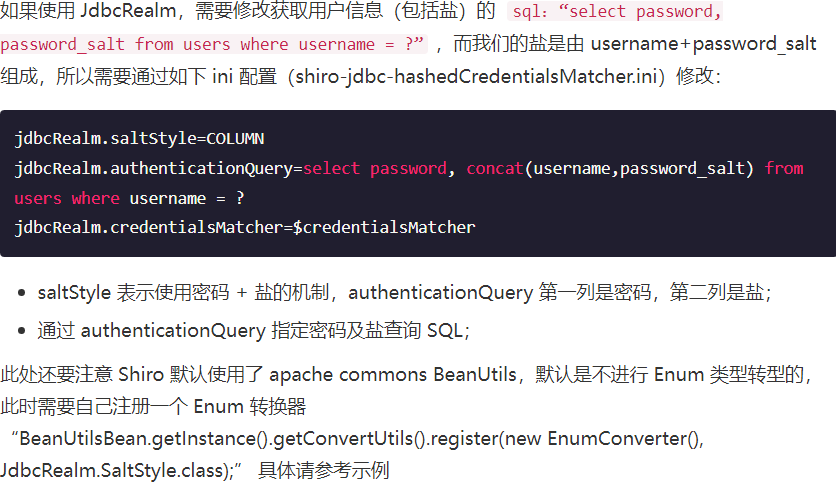 如果使用 JdbcRealm，需要修改获取用户信息（包括盐）的 sql：“select password,
password_salt from users where username = ?” ，而我们的盐是由 username+password_salt
组成，所以需要通过如下 ini 配置（shiro-jdbc-hashedCredentialsMatcher.ini）修改：
jdbcRealm.saltStyle=COLUMN
jdbcRealm.authenticationQuery=select password, concat(username,password_salt) from
users where username = ?
jdbcRealm.credentialsMatcher=$credentialsMatcher
• saltStyle 表示使用密码 + 盐的机制，authenticationQuery 第一列是密码，第二列是盐；
• 通过 authenticationQuery 指定密码及盐查询 SQL；
此处还要注意 Shiro 默认使用了 apache commons BeanUtils，默认是不进行 Enum 类型转型的，
此时需要自己注册一个 Enum 转换器
“BeanUtilsBean.getInstance().getConvertUtils().register(new EnumConverter(),
JdbcRealm.SaltStyle.class);” 具体请参考示例